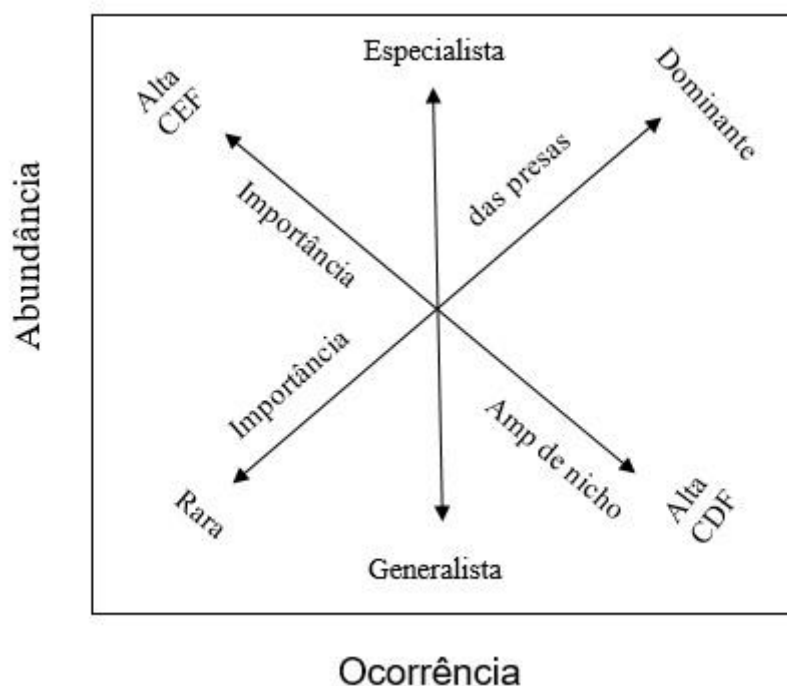 Especialista
Dominante
Alta
CEF
das presas
Importância
Abundância
Importância
Amp de nicho
Rara
Alta
CDF
Generalista
Ocorrência